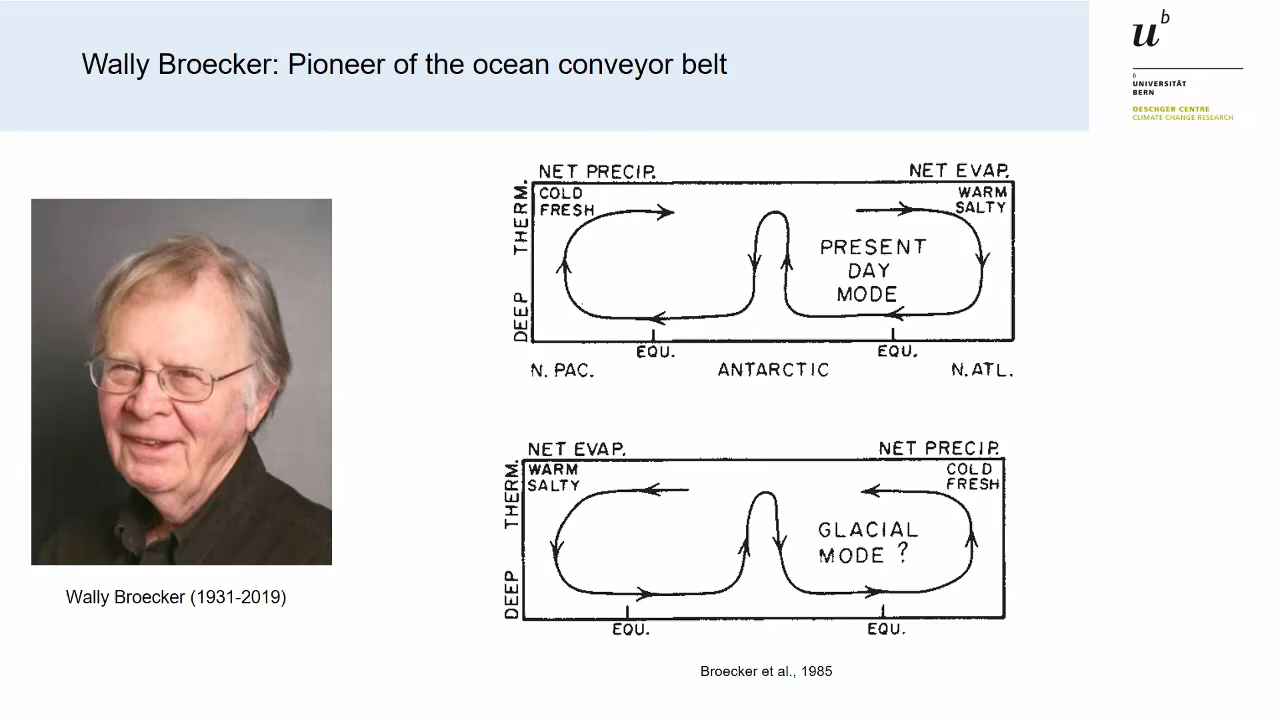 Wally Broecker: Pioneer of the ocean conveyor belt
u b
b
UNIVERSITÄT
BERN
OESCHGER CENTRE
CLIMATE CHANGE RESEARCH
NET PRECIP. NET EVAP.
COLD
FRESH
WARM
SALTY
THERM.
DEEP
PRESENT
DAY
MODE
EQU. EQU.
N. PAC. ANTARCTIC N. ATL.
NET EVAP. NET PRECIP.
WARM
SALTY
COLD
FRESH
THERM.
DEEP
GLACIAL
MODE ?
EQU. EQU.
Wally Broecker (1931-2019)
Broecker et al., 1985